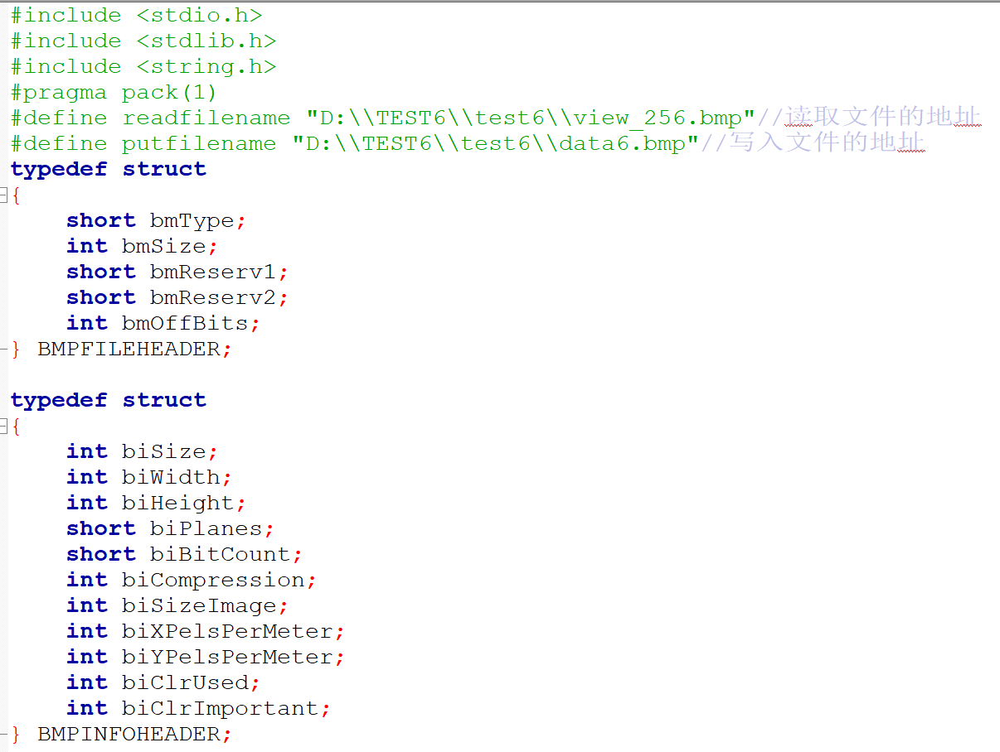 #include <stdio.h>
#include <stdlib.h>
#include <string.h>
#pragma pack(1)
#define readfilename "D:\\TEST6\\test6\\view_256.bmp"//读取文件的地址
#define putfilename "D:\\TEST6\\test6\\data6.bmp"//写入文件的地址
typedef struct
{
    short bmType;
    int bmSize;
    short bmReserv1;
    short bmReserv2;
    int bmOffBits;
} BMPFILEHEADER;

typedef struct
{
    int biSize;
    int biWidth;
    int biHeight;
    short biPlanes;
    short biBitCount;
    int biCompression;
    int biSizeImage;
    int biXPelsPerMeter;
    int biYPelsPerMeter;
    int biClrUsed;
    int biClrImportant;
} BMPINFOHEADER;